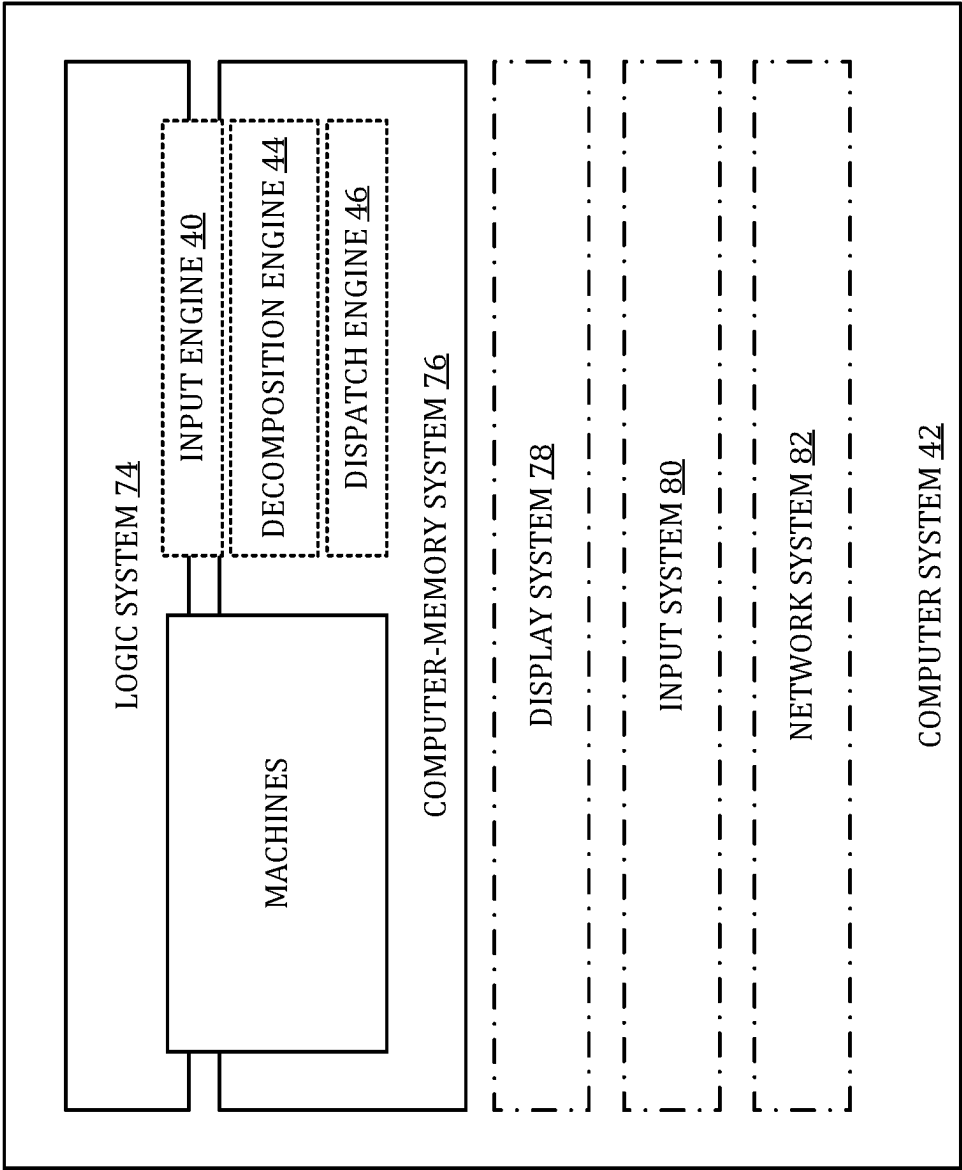 LOGIC SYSTEM 74
MACHINES
INPUT ENGINE 40
DECOMPOSITION ENGINE 44
DISPATCH ENGINE 46
COMPUTER-MEMORY SYSTEM 76
DISPLAY SYSTEM 78
INPUT SYSTEM 80
NETWORK SYSTEM 82
COMPUTER SYSTEM 42